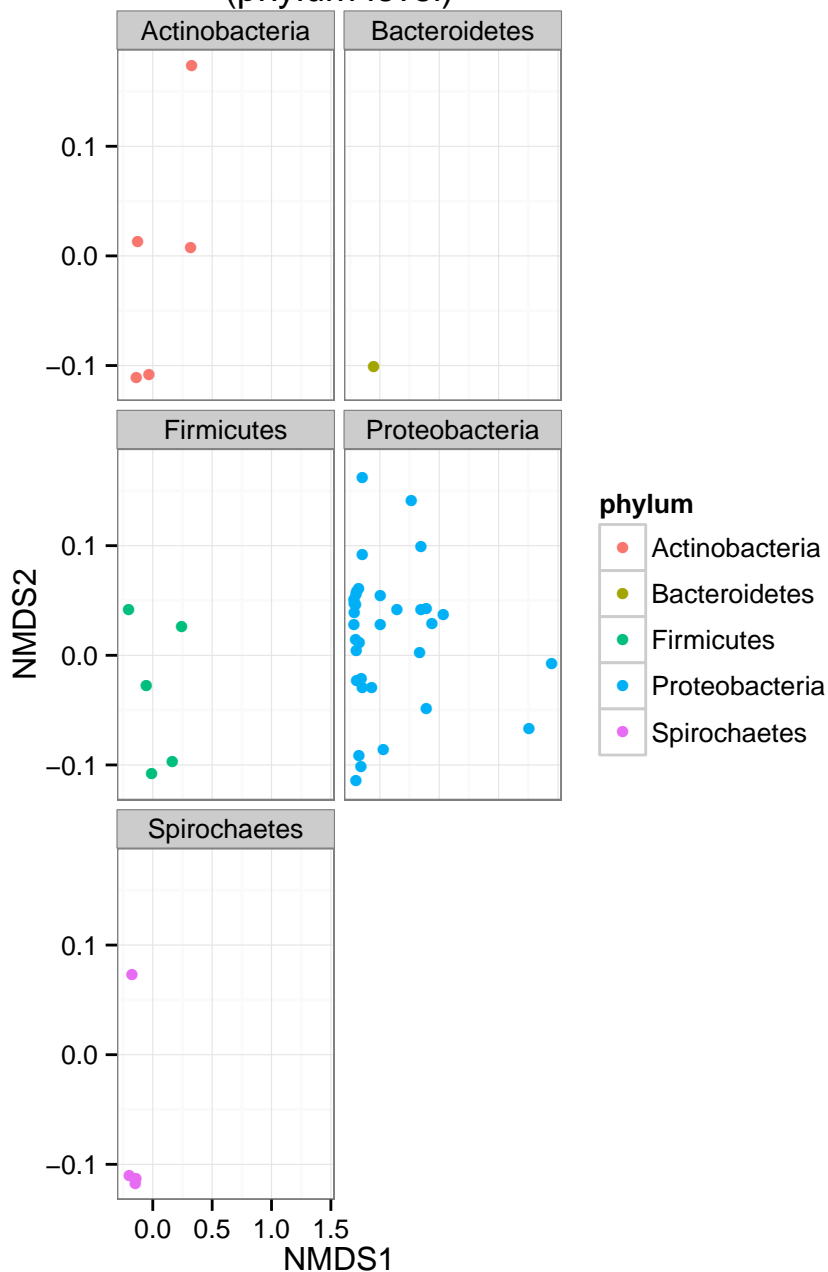 (phylum level)
Actinobacteria
Bacteroidetes
0.1
0.0
−0.1
Firmicutes
Proteobacteria
0.1
0.0
−0.1
NMDS2
Spirochaetes
0.1
0.0
−0.1
0.0 0.5 1.0 1.5
NMDS1
phylum
Actinobacteria
Bacteroidetes
Firmicutes
Proteobacteria
Spirochaetes